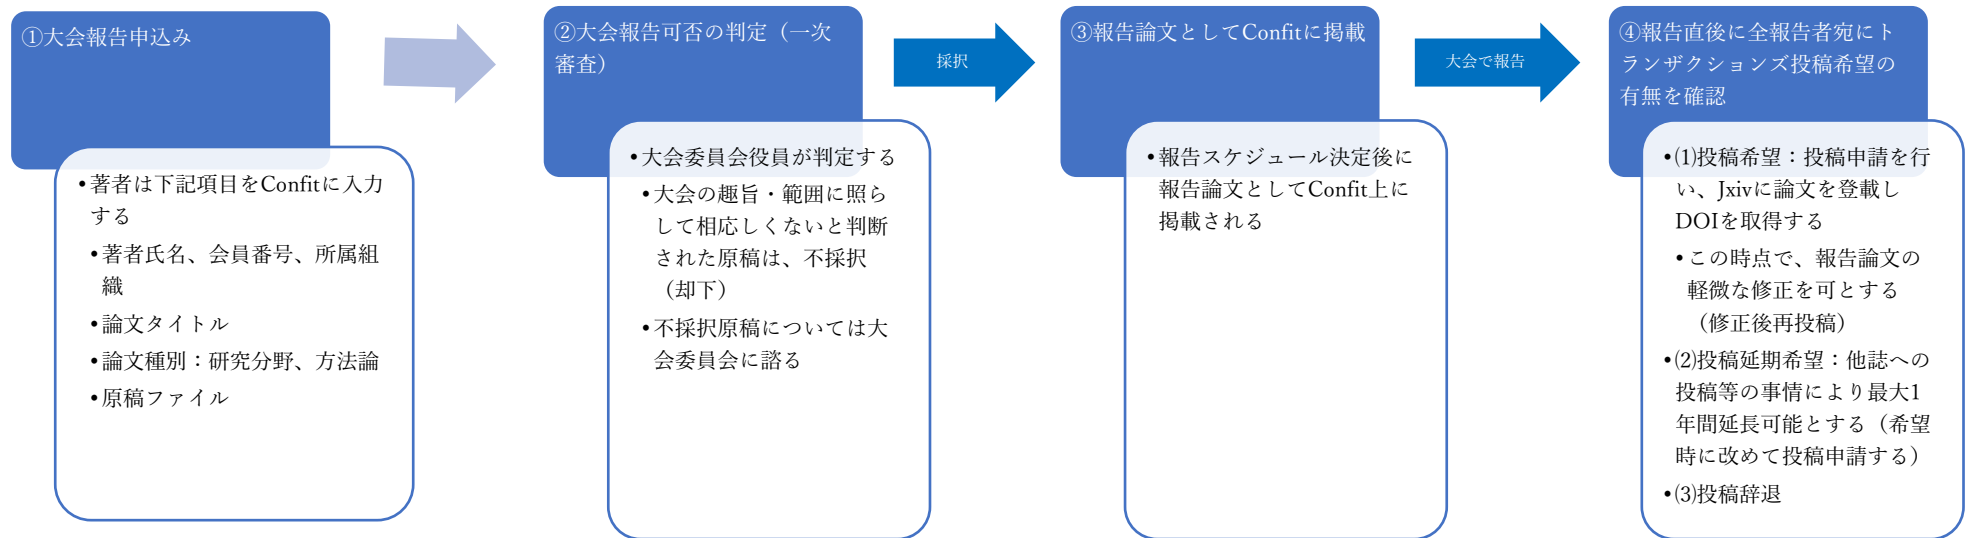 ①大会報告申込み
•著者は下記項目をConfitに入力
する
•著者氏名、会員番号、所属組
織
•論文タイトル
•論文種別：研究分野、方法論
•原稿ファイル
②大会報告可否の判定（一次
審査）
•大会委員会役員が判定する
•大会の趣旨・範囲に照ら
して相応しくないと判断
された原稿は、不採択
（却下）
•不採択原稿については大
会委員会に諮る
採択
③報告論文としてConfitに掲載
•報告スケジュール決定後に
報告論文としてConfit上に
掲載される
大会で報告
④報告直後に全報告者宛にト
ランザクションズ投稿希望の
有無を確認
•⑴投稿希望：投稿申請を行
い、Jxivに論文を登載し
DOIを取得する
•この時点で、報告論文の
軽微な修正を可とする
（修正後再投稿）
•⑵投稿延期希望：他誌への
投稿等の事情により最大1
年間延長可能とする（希望
時に改めて投稿申請する）
•⑶投稿辞退